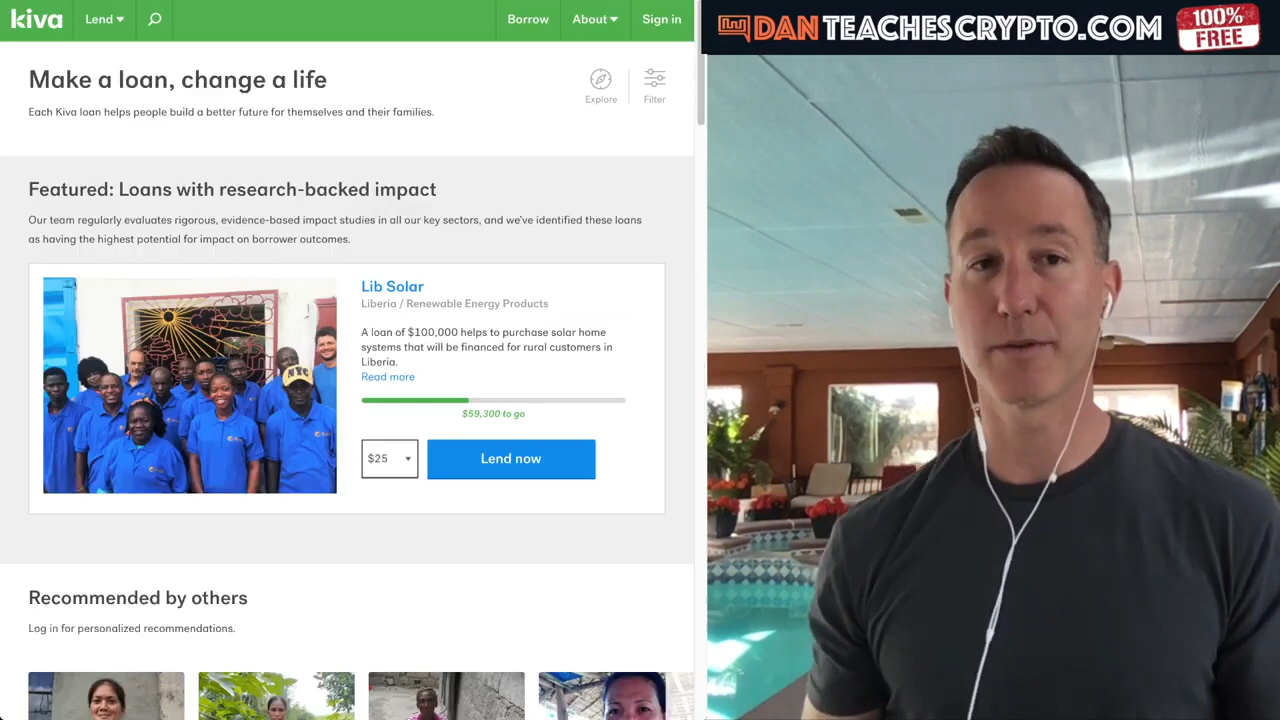 kiva
Lend
Borrow
About
Sign in
DANTEACHESCRYPTO.COM
100%
FREE
Make a loan, change a life
Explore
Filter
Each Kiva loan helps people build a better future for themselves and their families.
Featured: Loans with research-backed impact
Our team regularly evaluates rigorous, evidence-based impact studies in all our key sectors, and we've identified these loans
as having the highest potential for impact on borrower outcomes.
Lib Solar
Liberia / Renewable Energy Products
A loan of $100,000 helps to purchase solar home
systems that will be financed for rural customers in
Liberia.
Read more
$59,300 to go
$25
Lend now
Recommended by others
Log in for personalized recommendations.